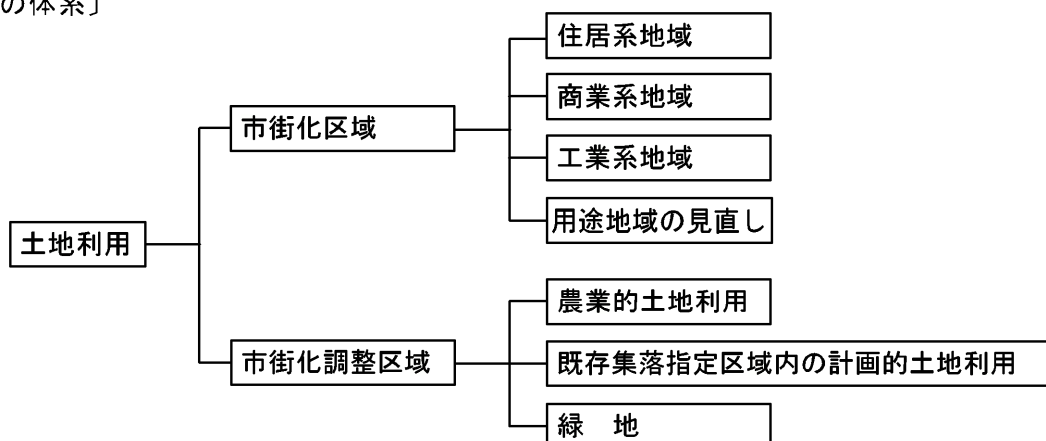 の体系〕
住居系地域
商業系地域
市街化区域
工業系地域
用途地域の見直し
土地利用
農業的土地利用
市街化調整区域
既存集落指定区域内の計画的土地利用
緑　地